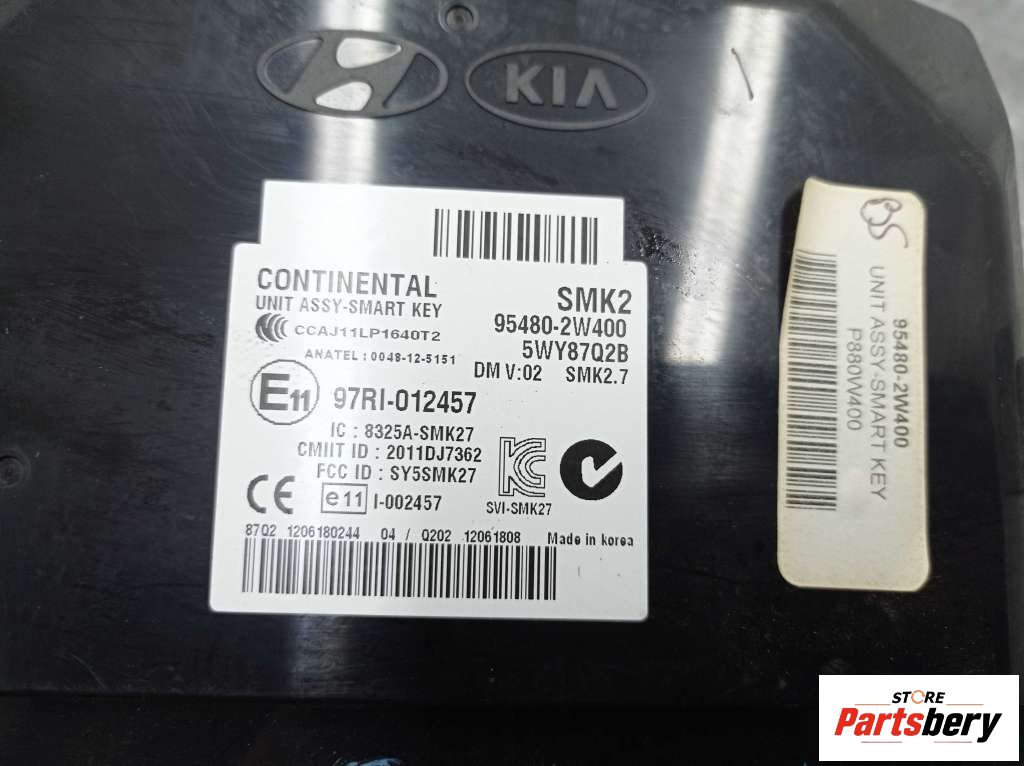 KIA
CONTINENTAL
UNIT ASSY-SMART KEY
CCAJ11LP1640T2
ANATEL : 0048-12-5151
SMK2
95480-2W400
5WY87Q2B
DM V:02 SMK2.7
E11 97RI-012457
IC : 8325A-SMK27
CMIIT ID : 2011DJ7362
FCC ID : SY5SMK27
CE e11 I-002457
KC
SVI-SMK27
87Q2 1206180244 04 / Q202 12061808 Made in korea
95480-2W400
UNIT ASSY-SMART KEY
P880W400
STORE
Partsbery